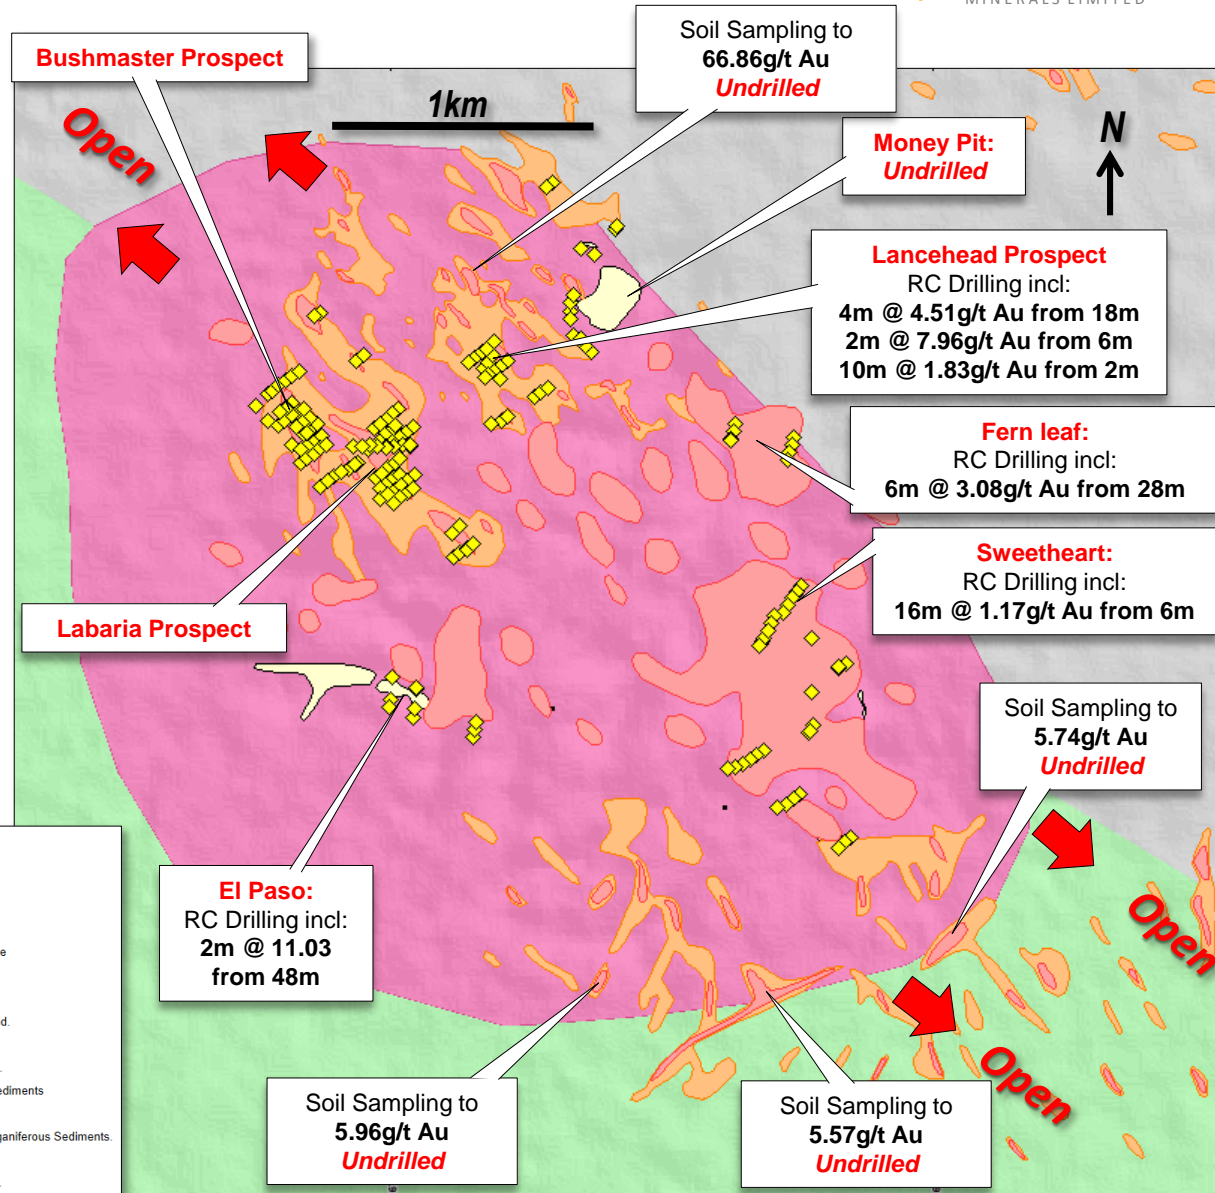 MINERALS LIMITED
Bushmaster Prospect
Soil Sampling to
66.86g/t Au
Undrilled
Open
1km
N
Money Pit:
Undrilled
Lancehead Prospect
RC Drilling incl:
4m @ 4.51g/t Au from 18m
2m @ 7.96g/t Au from 6m
10m @ 1.83g/t Au from 2m
Fern leaf:
RC Drilling incl:
6m @ 3.08g/t Au from 28m
Sweetheart:
RC Drilling incl:
16m @ 1.17g/t Au from 6m
Labaria Prospect
Soil Sampling to
5.74g/t Au
Undrilled
El Paso:
RC Drilling incl:
2m @ 11.03
from 48m
Open
Open
Soil Sampling to
5.96g/t Au
Undrilled
Soil Sampling to
5.57g/t Au
Undrilled
e
d.
ediments
ganiferous Sediments.